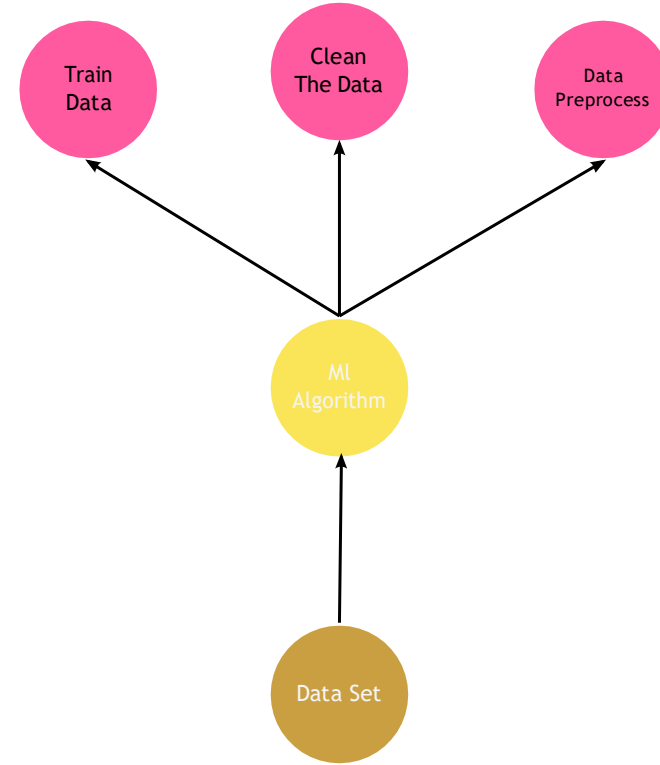 Train
Data
Clean
The Data
Data
Preprocess
Ml
Algorithm
Data Set